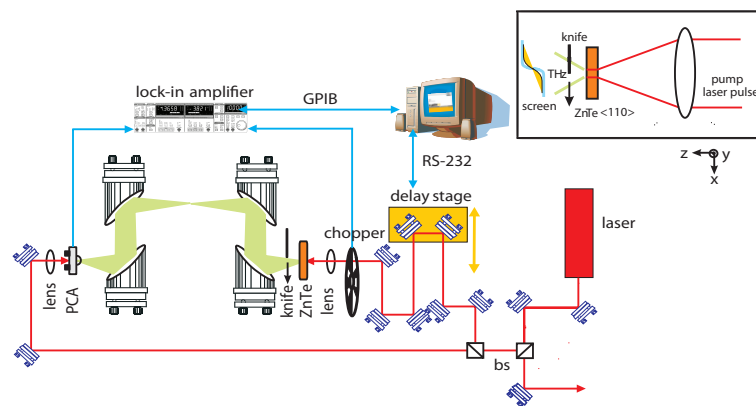 lock-in amplifier
GPIB
RS-232
delay stage
chopper
laser
lens
PCA
knife
ZnTe
lens
bs
knife
THz
screen
ZnTe <110>
pump
laser pulse
z
y
x